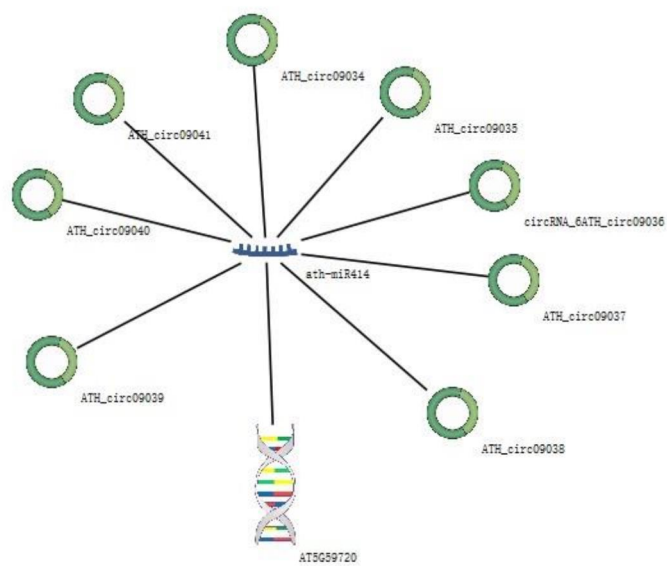 ATH_circ09034
ATH_circ09035
ATH_circ09041
circRNA_6ATH_circ09036
ATH_circ09040
ath-miR414
ATH_circ09037
ATH_circ09039
ATH_circ09038
AT5G59720